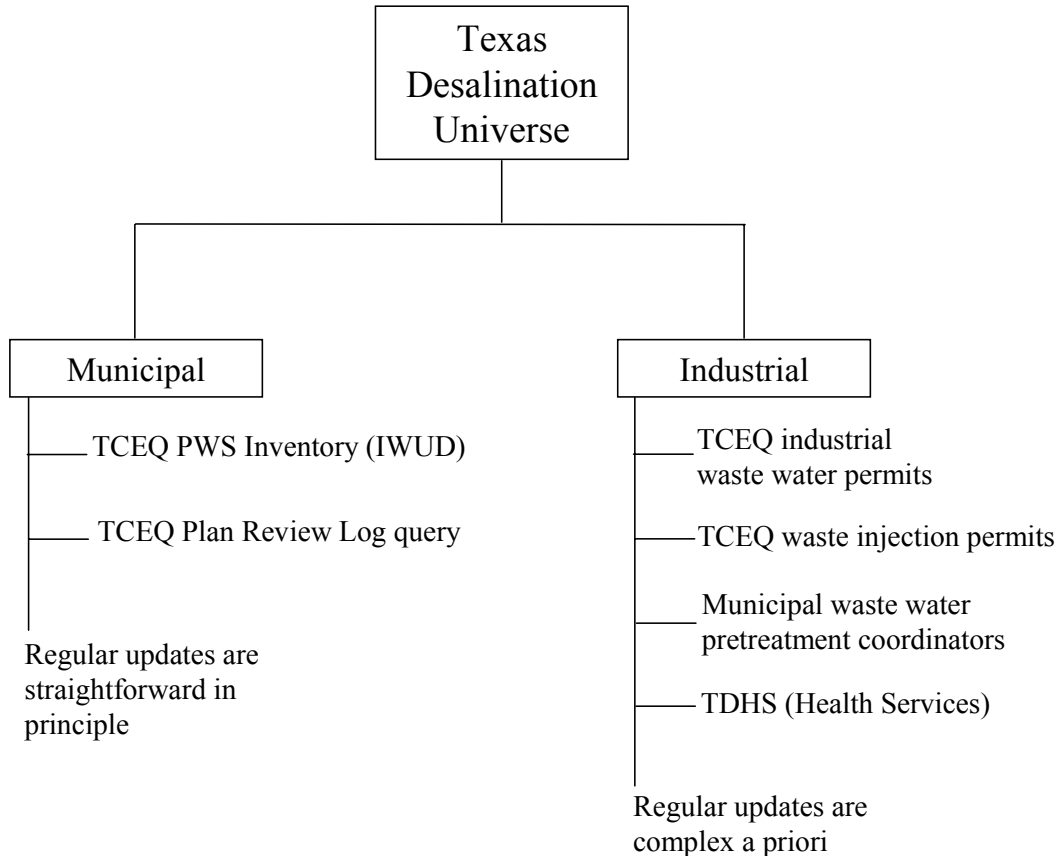 Texas
Desalination
Universe
Municipal
TCEQ PWS Inventory (IWUD)
TCEQ Plan Review Log query
Regular updates are
straightforward in
principle
Industrial
TCEQ industrial
waste water permits
TCEQ waste injection permits
Municipal waste water
pretreatment coordinators
TDHS (Health Services)
Regular updates are
complex a priori